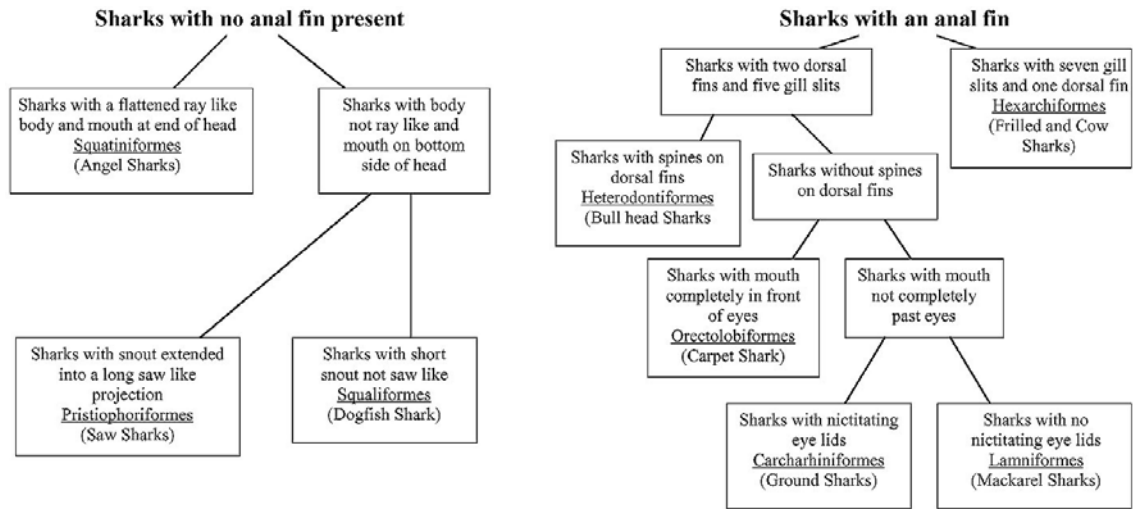 Sharks with no anal fin present
Sharks with a flattened ray like
body and mouth at end of head
Squatiniformes
(Angel Sharks)
Sharks with body
not ray like and
mouth on bottom
side of head
Sharks with snout extended
into a long saw like
projection
Pristiophoriformes
(Saw Sharks)
Sharks with short
snout not saw like
Squaliformes
(Dogfish Shark)
Sharks with an anal fin
Sharks with two dorsal
fins and five gill slits
Sharks with seven gill
slits and one dorsal fin
Hexarchiformes
(Frilled and Cow
Sharks)
Sharks with spines on
dorsal fins
Heterodontiformes
(Bull head Sharks
Sharks without spines
on dorsal fins
Sharks with mouth
completely in front
of eyes
Orectolobiformes
(Carpet Shark)
Sharks with mouth
not completely
past eyes
Sharks with nictitating
eye lids
Carcharhiniformes
(Ground Sharks)
Sharks with no
nictitating eye lids
Lamniformes
(Mackarel Sharks)